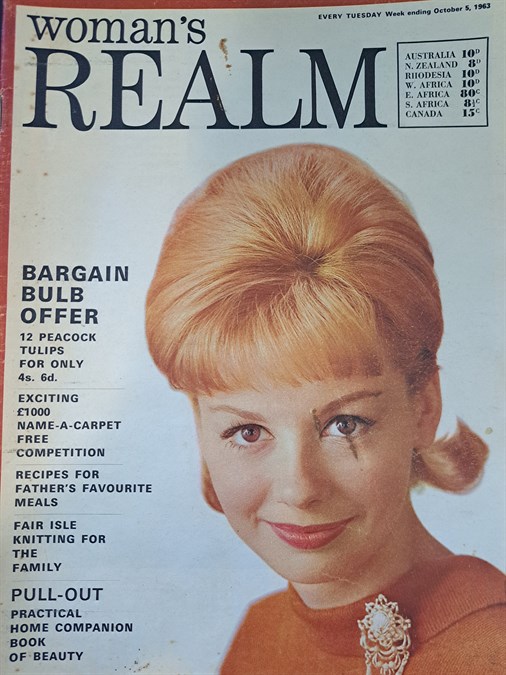 EVERY TUESDAY Week ending October 5, 1963
woman's
REALM
AUSTRALIA 10D
N. ZEALAND 8D
RHODESIA 10D
W. AFRICA 10D
E. AFRICA 80C
S. AFRICA 8½C
CANADA 15C
BARGAIN
BULB
OFFER
12 PEACOCK
TULIPS
FOR ONLY
4s. 6d.
EXCITING
£1000
NAME-A-CARPET
FREE
COMPETITION
RECIPES FOR
FATHER'S FAVOURITE
MEALS
FAIR ISLE
KNITTING FOR
THE
FAMILY
PULL-OUT
PRACTICAL
HOME COMPANION
BOOK
OF BEAUTY